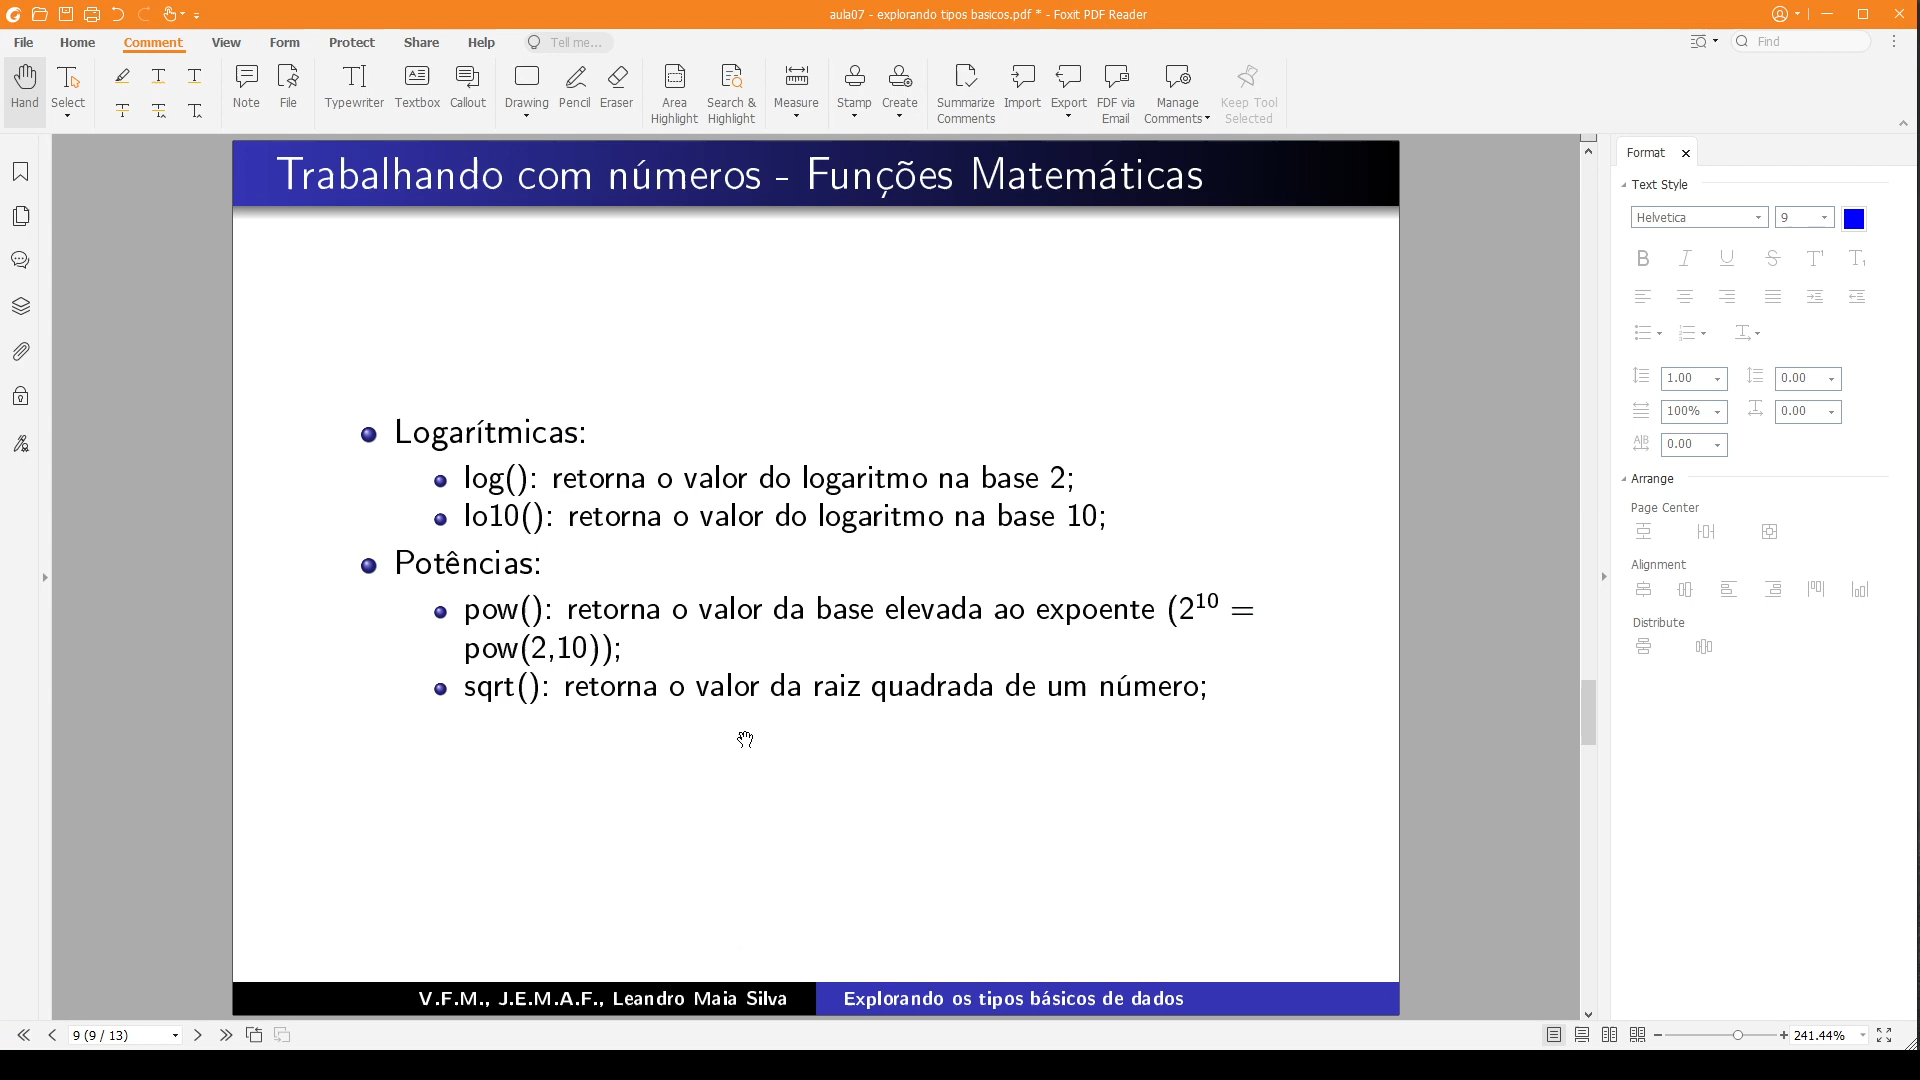 aula07 - explorando tipos basicos.pdf * - Foxit PDF Reader
File Home Comment View Form Protect Share Help Tell me... Find
Hand Select Note File Typewriter Textbox Callout Drawing Pencil Eraser Area Highlight Search & Highlight Measure Stamp Create Summarize Comments Import Export FDF via Email Manage Comments Keep Tool Selected
Trabalhando com números - Funções Matemáticas
Logarítmicas:
log(): retorna o valor do logaritmo na base 2;
lo10(): retorna o valor do logaritmo na base 10;
Potências:
pow(): retorna o valor da base elevada ao expoente (2¹⁰ =
pow(2,10));
sqrt(): retorna o valor da raiz quadrada de um número;
V.F.M., J.E.M.A.F., Leandro Maia Silva Explorando os tipos básicos de dados
Format
Text Style
Helvetica 9
1.00 0.00
100% 0.00
0.00
Arrange
Page Center
Alignment
Distribute
9 (9 / 13) 241.44%